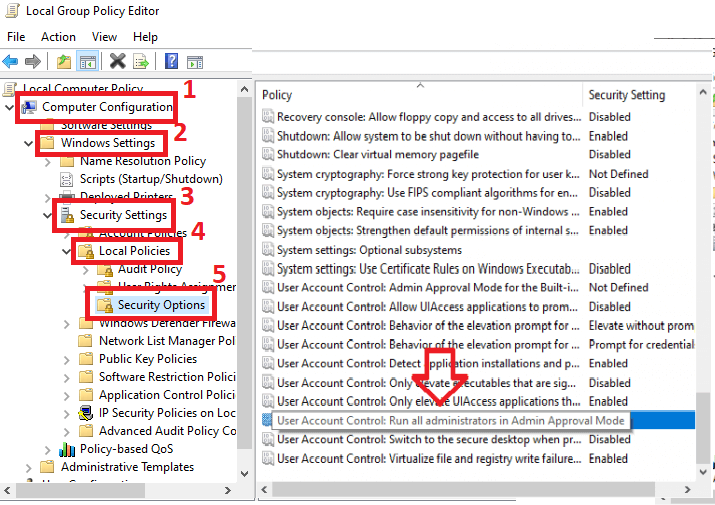 Local Group Policy Editor
File Action View Help
Local Computer Policy
1
Computer Configuration
Software Settings
2
Windows Settings
Name Resolution Policy
Scripts (Startup/Shutdown)
Deployed Printers
3
Security Settings
Account Policies
4
Local Policies
Audit Policy
5
User Rights Assignmen
Security Options
Windows Defender Firewa
Network List Manager Pol
Public Key Policies
Software Restriction Polici
Application Control Polici
IP Security Policies on Loc
Advanced Audit Policy Co
Policy-based QoS
Administrative Templates
User Configuration
Policy Security Setting
Recovery console: Allow floppy copy and access to all drives... Disabled
Shutdown: Allow system to be shut down without having to... Enabled
Shutdown: Clear virtual memory pagefile Disabled
System cryptography: Force strong key protection for user k... Not Defined
System cryptography: Use FIPS compliant algorithms for en... Disabled
System objects: Require case insensitivity for non-Windows ... Enabled
System objects: Strengthen default permissions of internal s... Enabled
System settings: Optional subsystems
System settings: Use Certificate Rules on Windows Executab... Disabled
User Account Control: Admin Approval Mode for the Built-i... Not Defined
User Account Control: Allow UIAccess applications to prom... Disabled
User Account Control: Behavior of the elevation prompt for ... Elevate without prom
User Account Control: Behavior of the elevation prompt for ... Prompt for credential
User Account Control: Detect application installations and p... Enabled
User Account Control: Only elevate executables that are sig... Disabled
User Account Control: Only elevate UIAccess applications th... Enabled
User Account Control: Run all administrators in Admin Approval Mode
User Account Control: Switch to the secure desktop when pr... Disabled
User Account Control: Virtualize file and registry write failure... Enabled